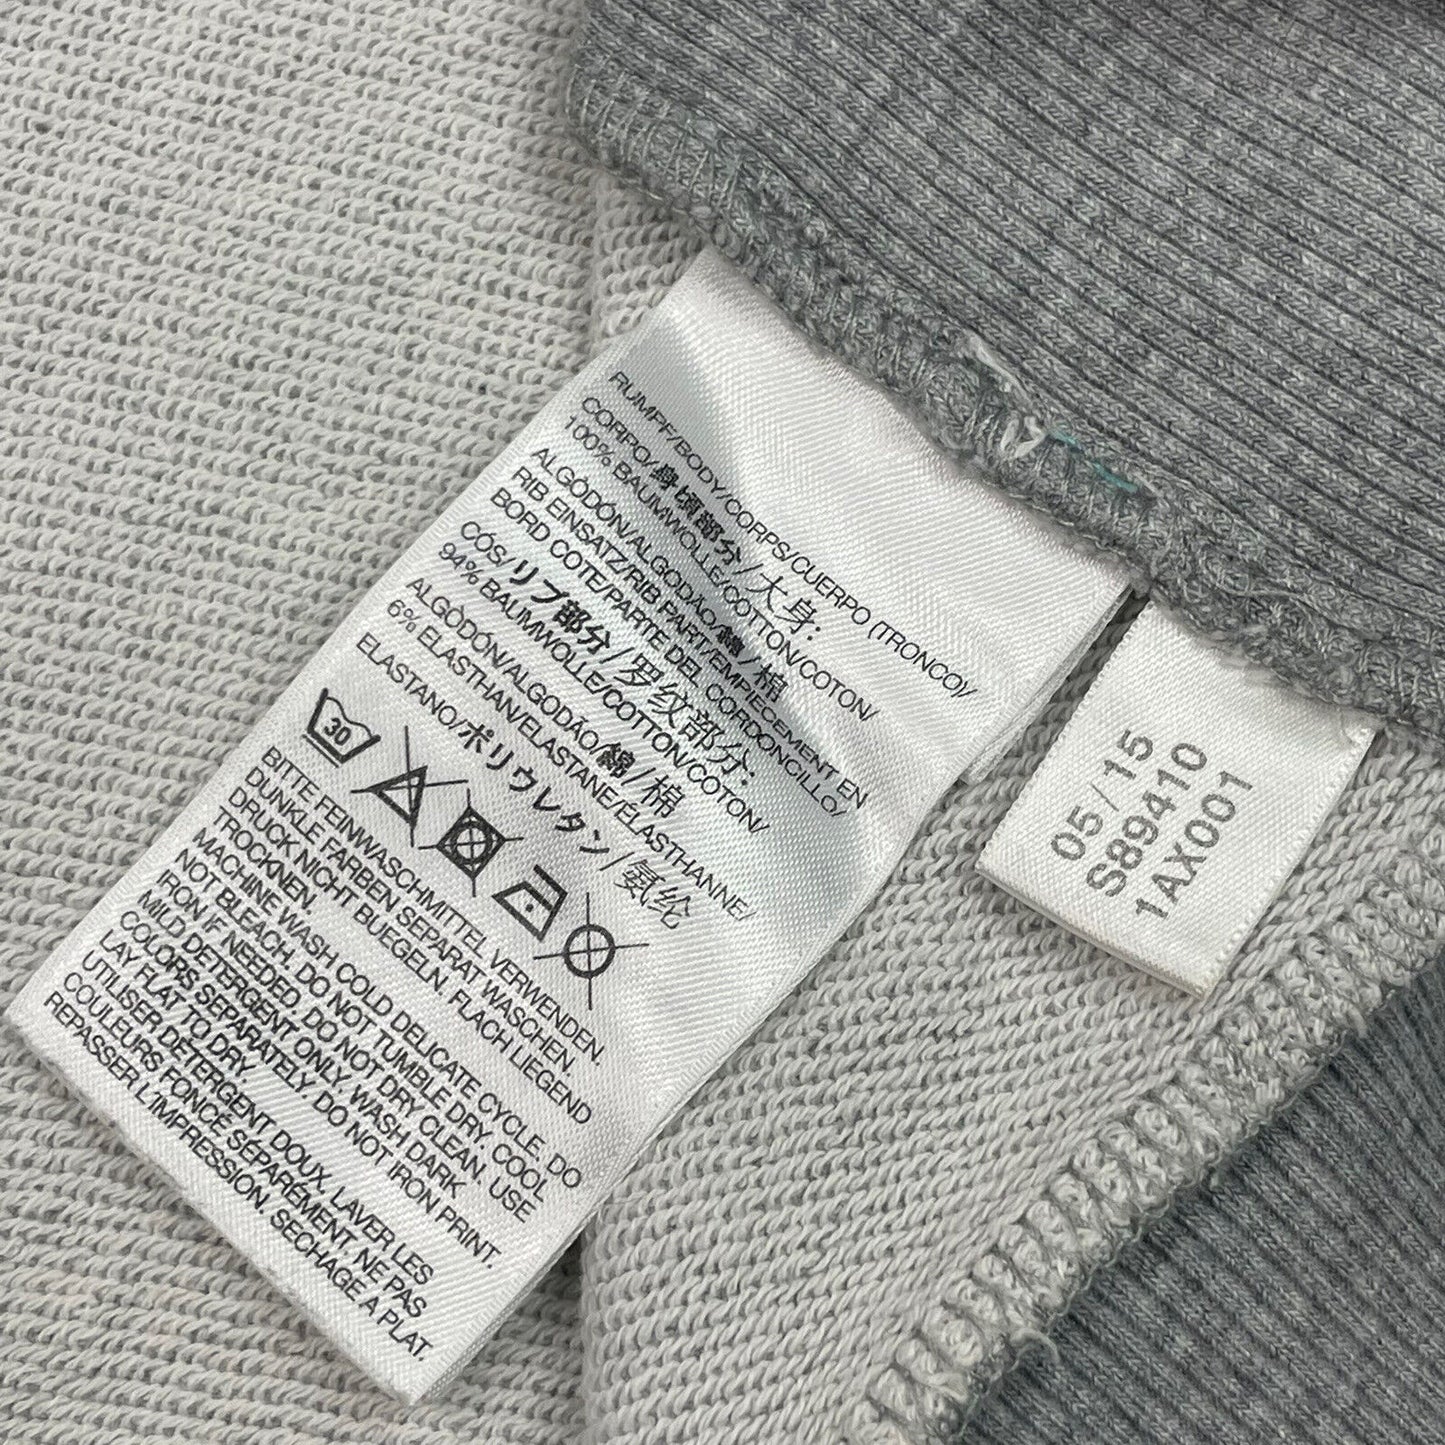 RUMPF/BODY/CORPS/CUERPO (TRONCO)/
CORPO/身頃部分/大身:
100% BAUMWOLLE/COTTON/COTON/
ALGÒDÓN/ALGODÃO/綿/棉
RIB EINSATZ/RIB PART/EMPIÈCEMENT EN
BORD COTE/PARTE DEL CORDONCILLO/
CÓS/リブ部分/罗纹部分:
94% BAUMWOLLE/COTTON/COTON/
ALGÒDÓN/ALGODÃO/綿/棉
6% ELASTHAN/ELASTANE/ÉLASTHANNE/
ELASTANO/ポリウレタン/氨纶
30
BITTE FEINWASCHMITTEL VERWENDEN.
DUNKLE FARBEN SEPARAT WASCHEN.
DRUCK NICHT BUEGELN. FLACH LIEGEND
TROCKNEN.
MACHINE WASH COLD DELICATE CYCLE. DO
NOT BLEACH. DO NOT TUMBLE DRY. COOL
IRON IF NEEDED. DO NOT DRY CLEAN. USE
MILD DETERGENT ONLY. WASH DARK
COLORS SEPARATELY. DO NOT IRON PRINT.
LAY FLAT TO DRY.
UTILISER DÉTERGENT DOUX. LAVER LES
COULEURS FONCÉ SÉPARÉMENT. NE PAS
REPASSER L'IMPRESSION. SECHAGE A PLAT.
05/15
S89410
1AX001